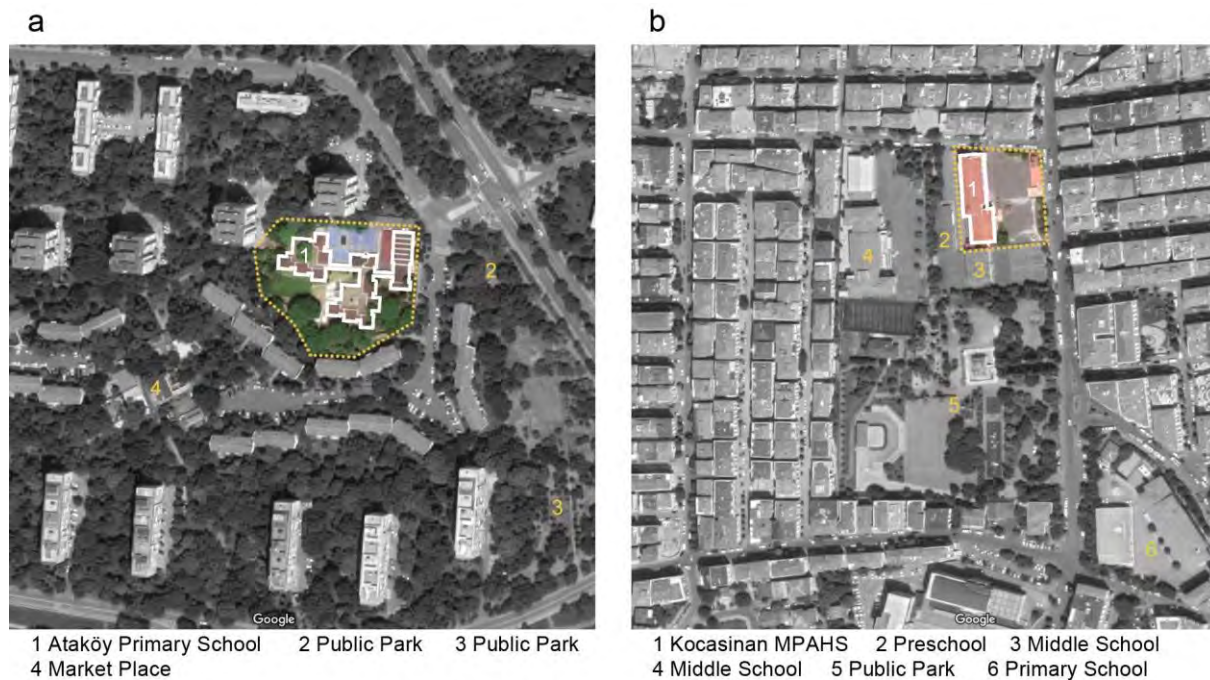 a
b
1
2
3
4
Google
1
2
3
4
5
6
Google
1 Ataköy Primary School 2 Public Park 3 Public Park
4 Market Place
1 Kocasinan MPAHS 2 Preschool 3 Middle School
4 Middle School 5 Public Park 6 Primary School